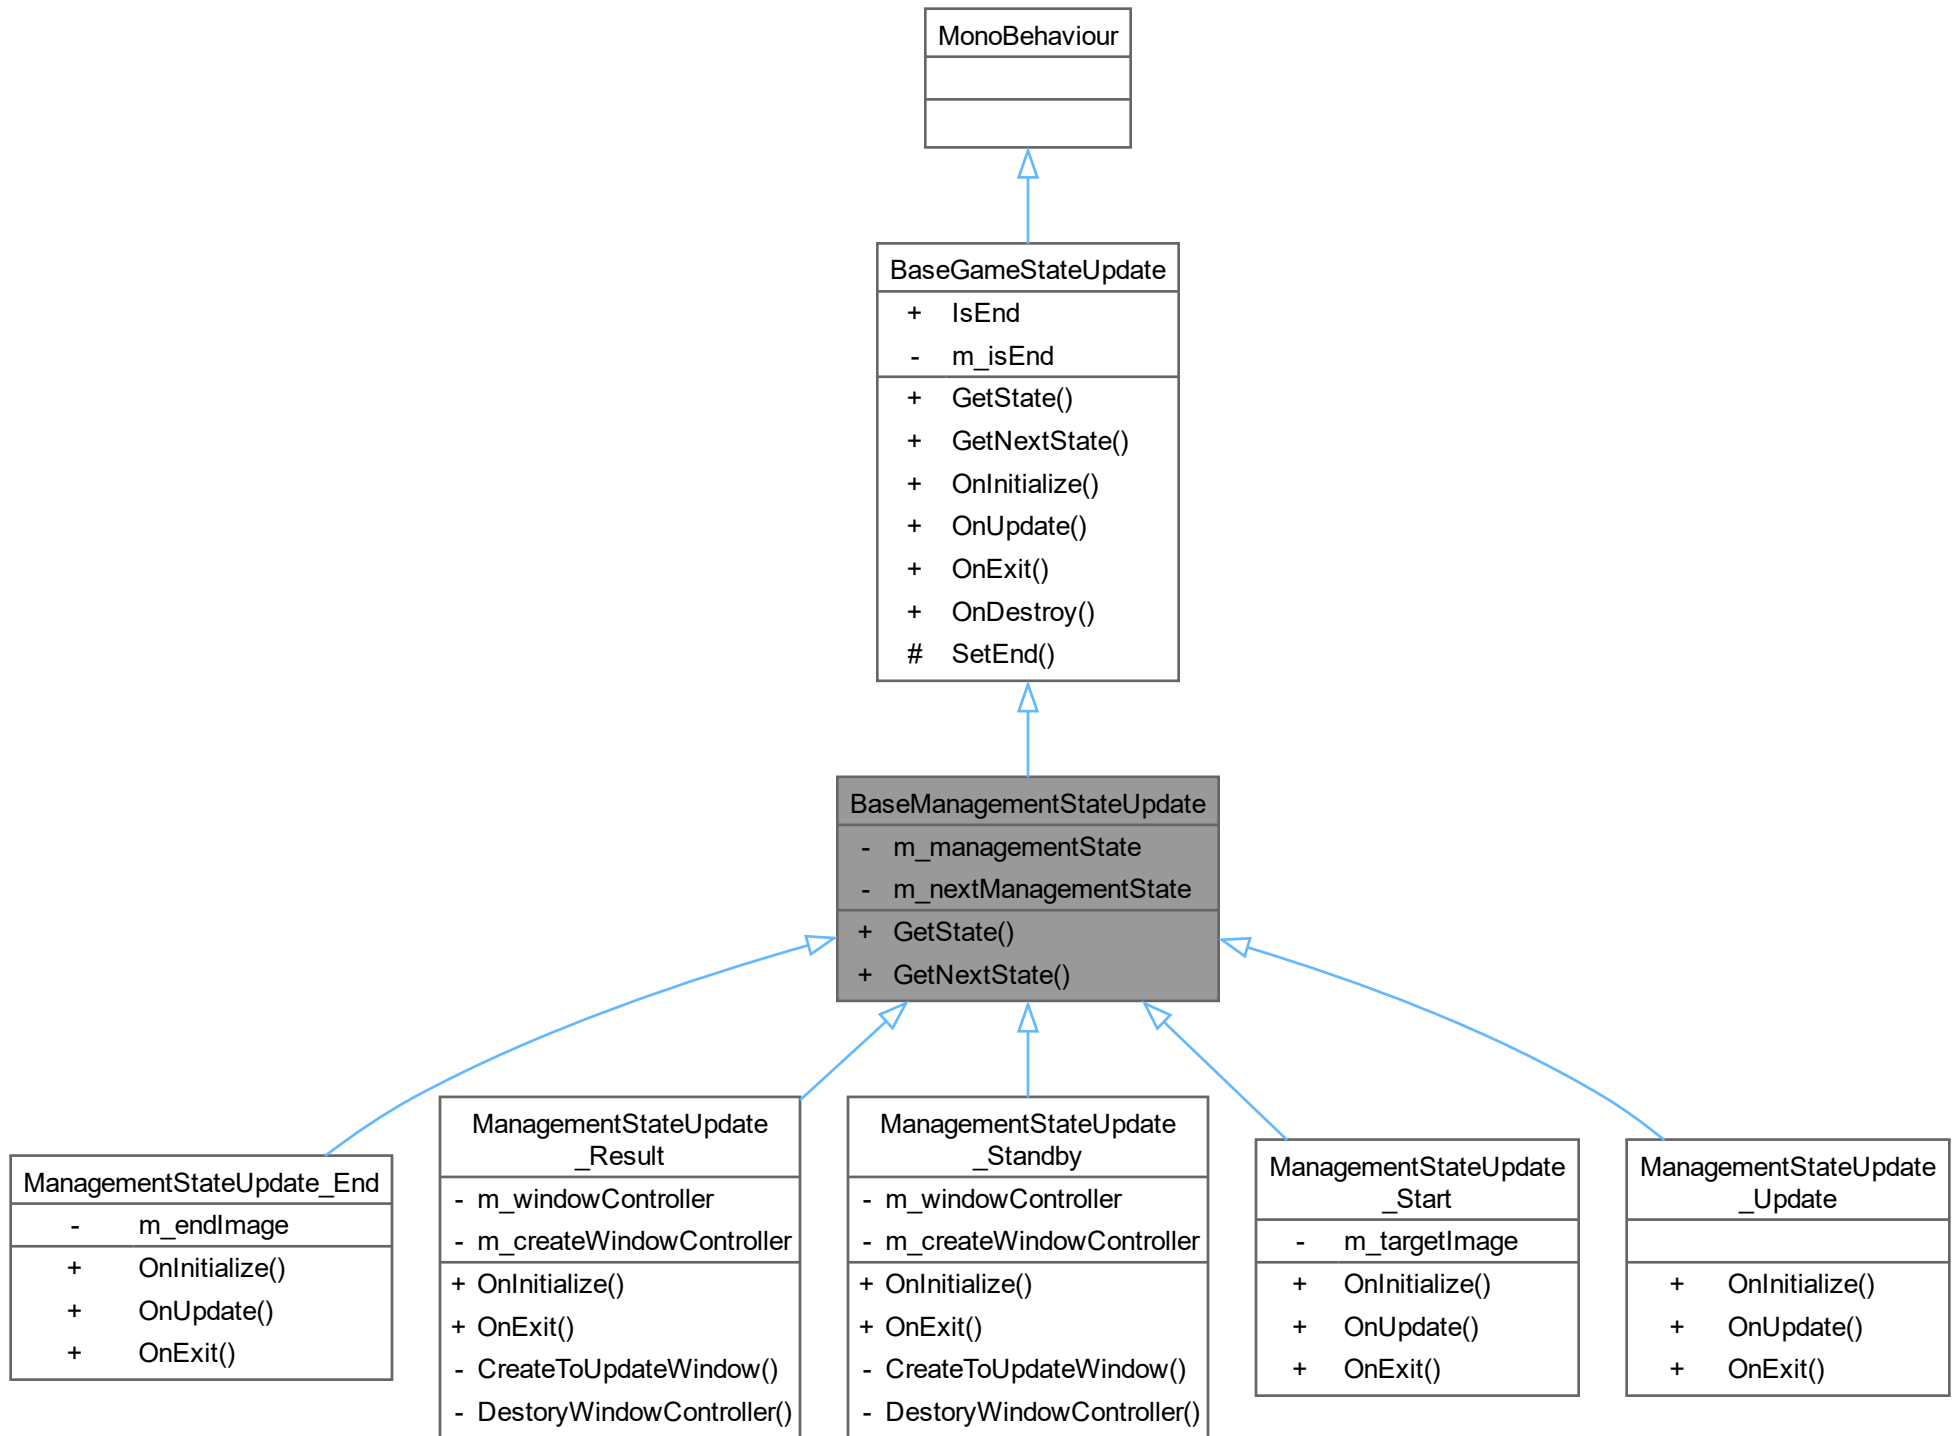 MonoBehaviour
BaseGameStateUpdate
+ IsEnd
- m_isEnd
+ GetState()
+ GetNextState()
+ OnInitialize()
+ OnUpdate()
+ OnExit()
+ OnDestroy()
# SetEnd()
BaseManagementStateUpdate
- m_managementState
- m_nextManagementState
+ GetState()
+ GetNextState()
ManagementStateUpdate_End
- m_endImage
+ OnInitialize()
+ OnUpdate()
+ OnExit()
ManagementStateUpdate
_Result
- m_windowController
- m_createWindowController
+ OnInitialize()
+ OnExit()
- CreateToUpdateWindow()
- DestoryWindowController()
ManagementStateUpdate
_Standby
- m_windowController
- m_createWindowController
+ OnInitialize()
+ OnExit()
- CreateToUpdateWindow()
- DestoryWindowController()
ManagementStateUpdate
_Start
- m_targetImage
+ OnInitialize()
+ OnUpdate()
+ OnExit()
ManagementStateUpdate
_Update
+ OnInitialize()
+ OnUpdate()
+ OnExit()